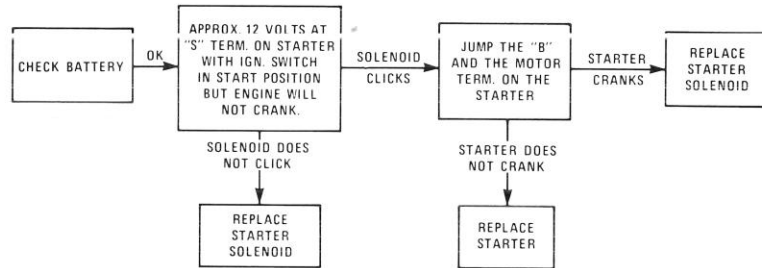 CHECK BATTERY
OK
APPROX. 12 VOLTS AT
"S" TERM. ON STARTER
WITH IGN. SWITCH
IN START POSITION
BUT ENGINE WILL
NOT CRANK.
SOLENOID
CLICKS
JUMP THE "B"
AND THE MOTOR
TERM. ON THE
STARTER
STARTER
CRANKS
REPLACE
STARTER
SOLENOID
SOLENOID DOES
NOT CLICK
STARTER DOES
NOT CRANK
REPLACE
STARTER
SOLENOID
REPLACE
STARTER